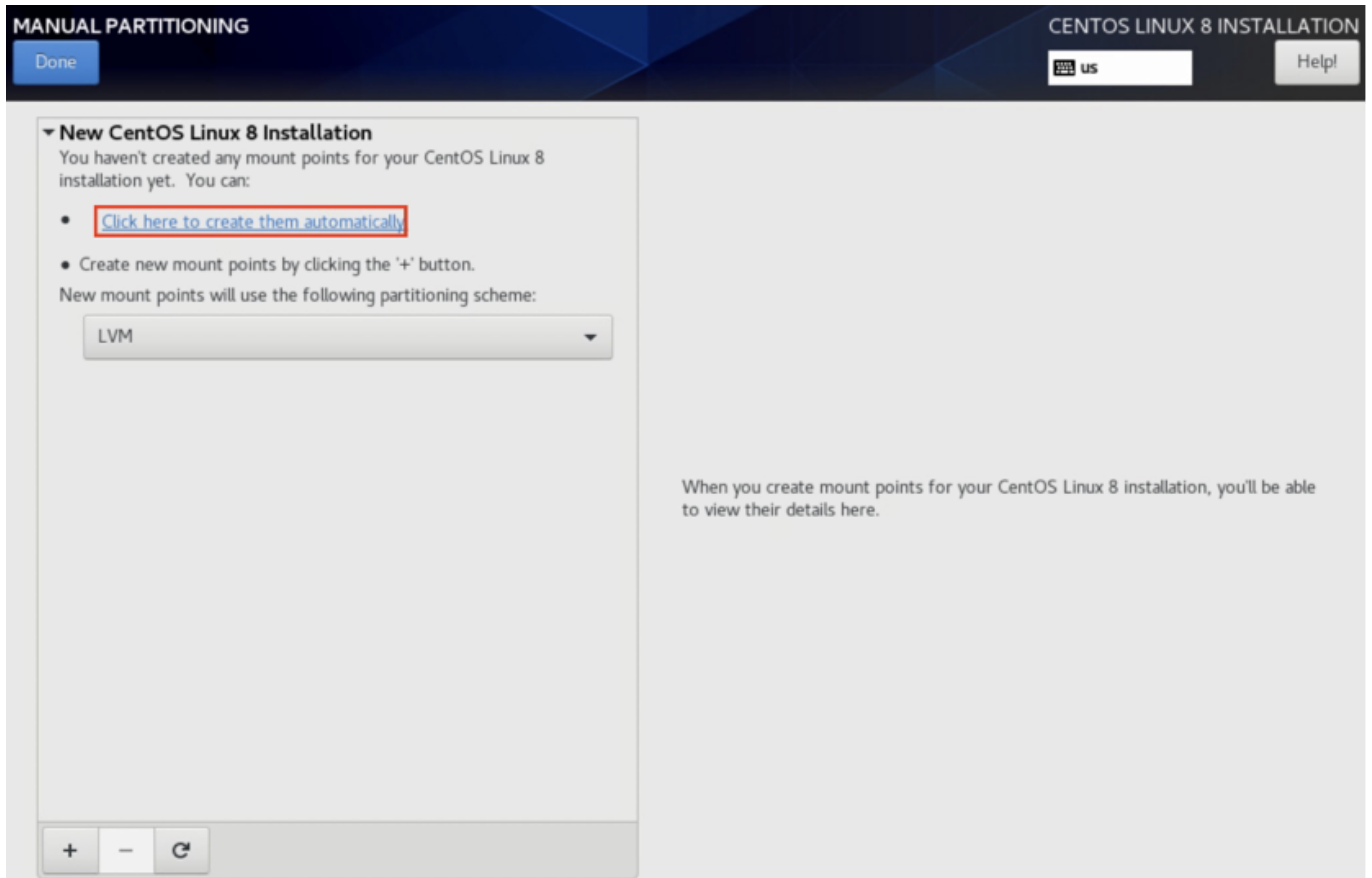 MANUAL PARTITIONING
CENTOS LINUX 8 INSTALLATION
Done
us
Help!
New CentOS Linux 8 Installation
You haven't created any mount points for your CentOS Linux 8
installation yet. You can:
• Click here to create them automatically
• Create new mount points by clicking the '+' button.
New mount points will use the following partitioning scheme:
LVM
When you create mount points for your CentOS Linux 8 installation, you'll be able
to view their details here.
+ −